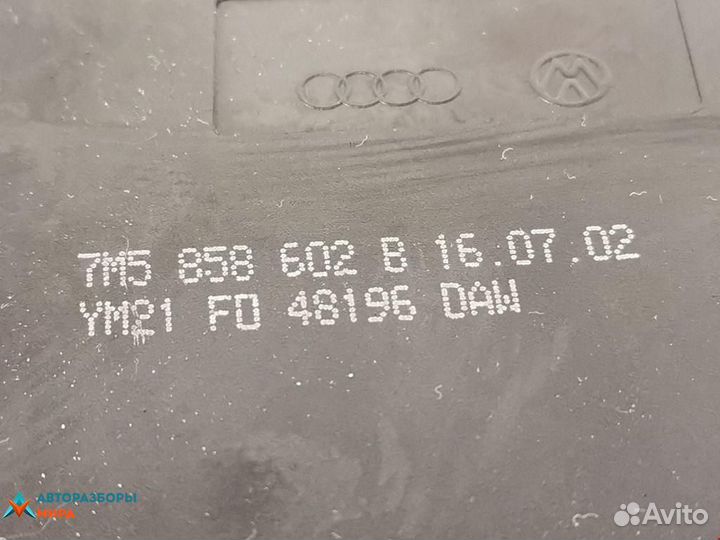 7M5 858 602 B 16.07.02
YM21 FD 48196 DAW
АВТОРАЗБОРЫ
МИРА
Avito